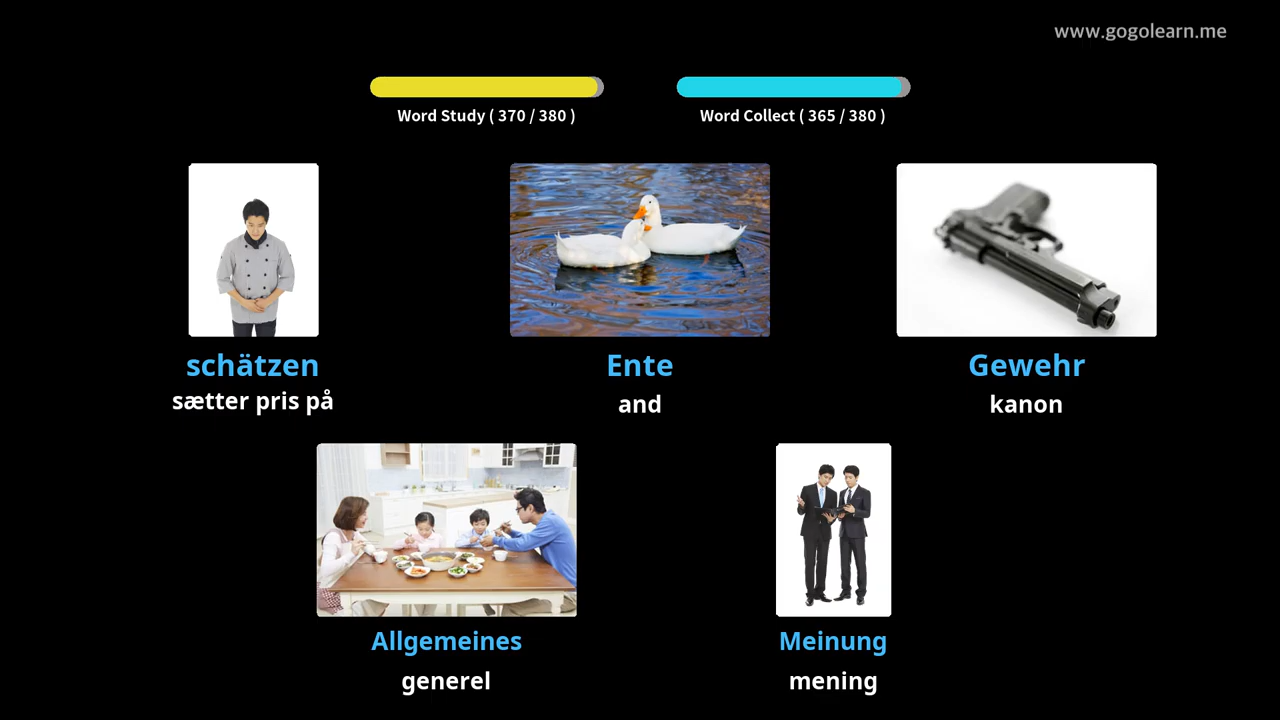 www.gogolearn.me
Word Study ( 370 / 380 )
Word Collect ( 365 / 380 )
schätzen
sætter pris på
Ente
and
Gewehr
kanon
Allgemeines
generel
Meinung
mening